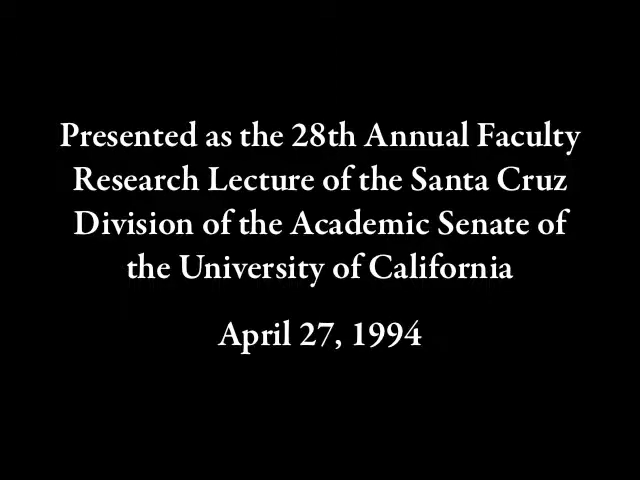 Presented as the 28th Annual Faculty
Research Lecture of the Santa Cruz
Division of the Academic Senate of
the University of California
April 27, 1994